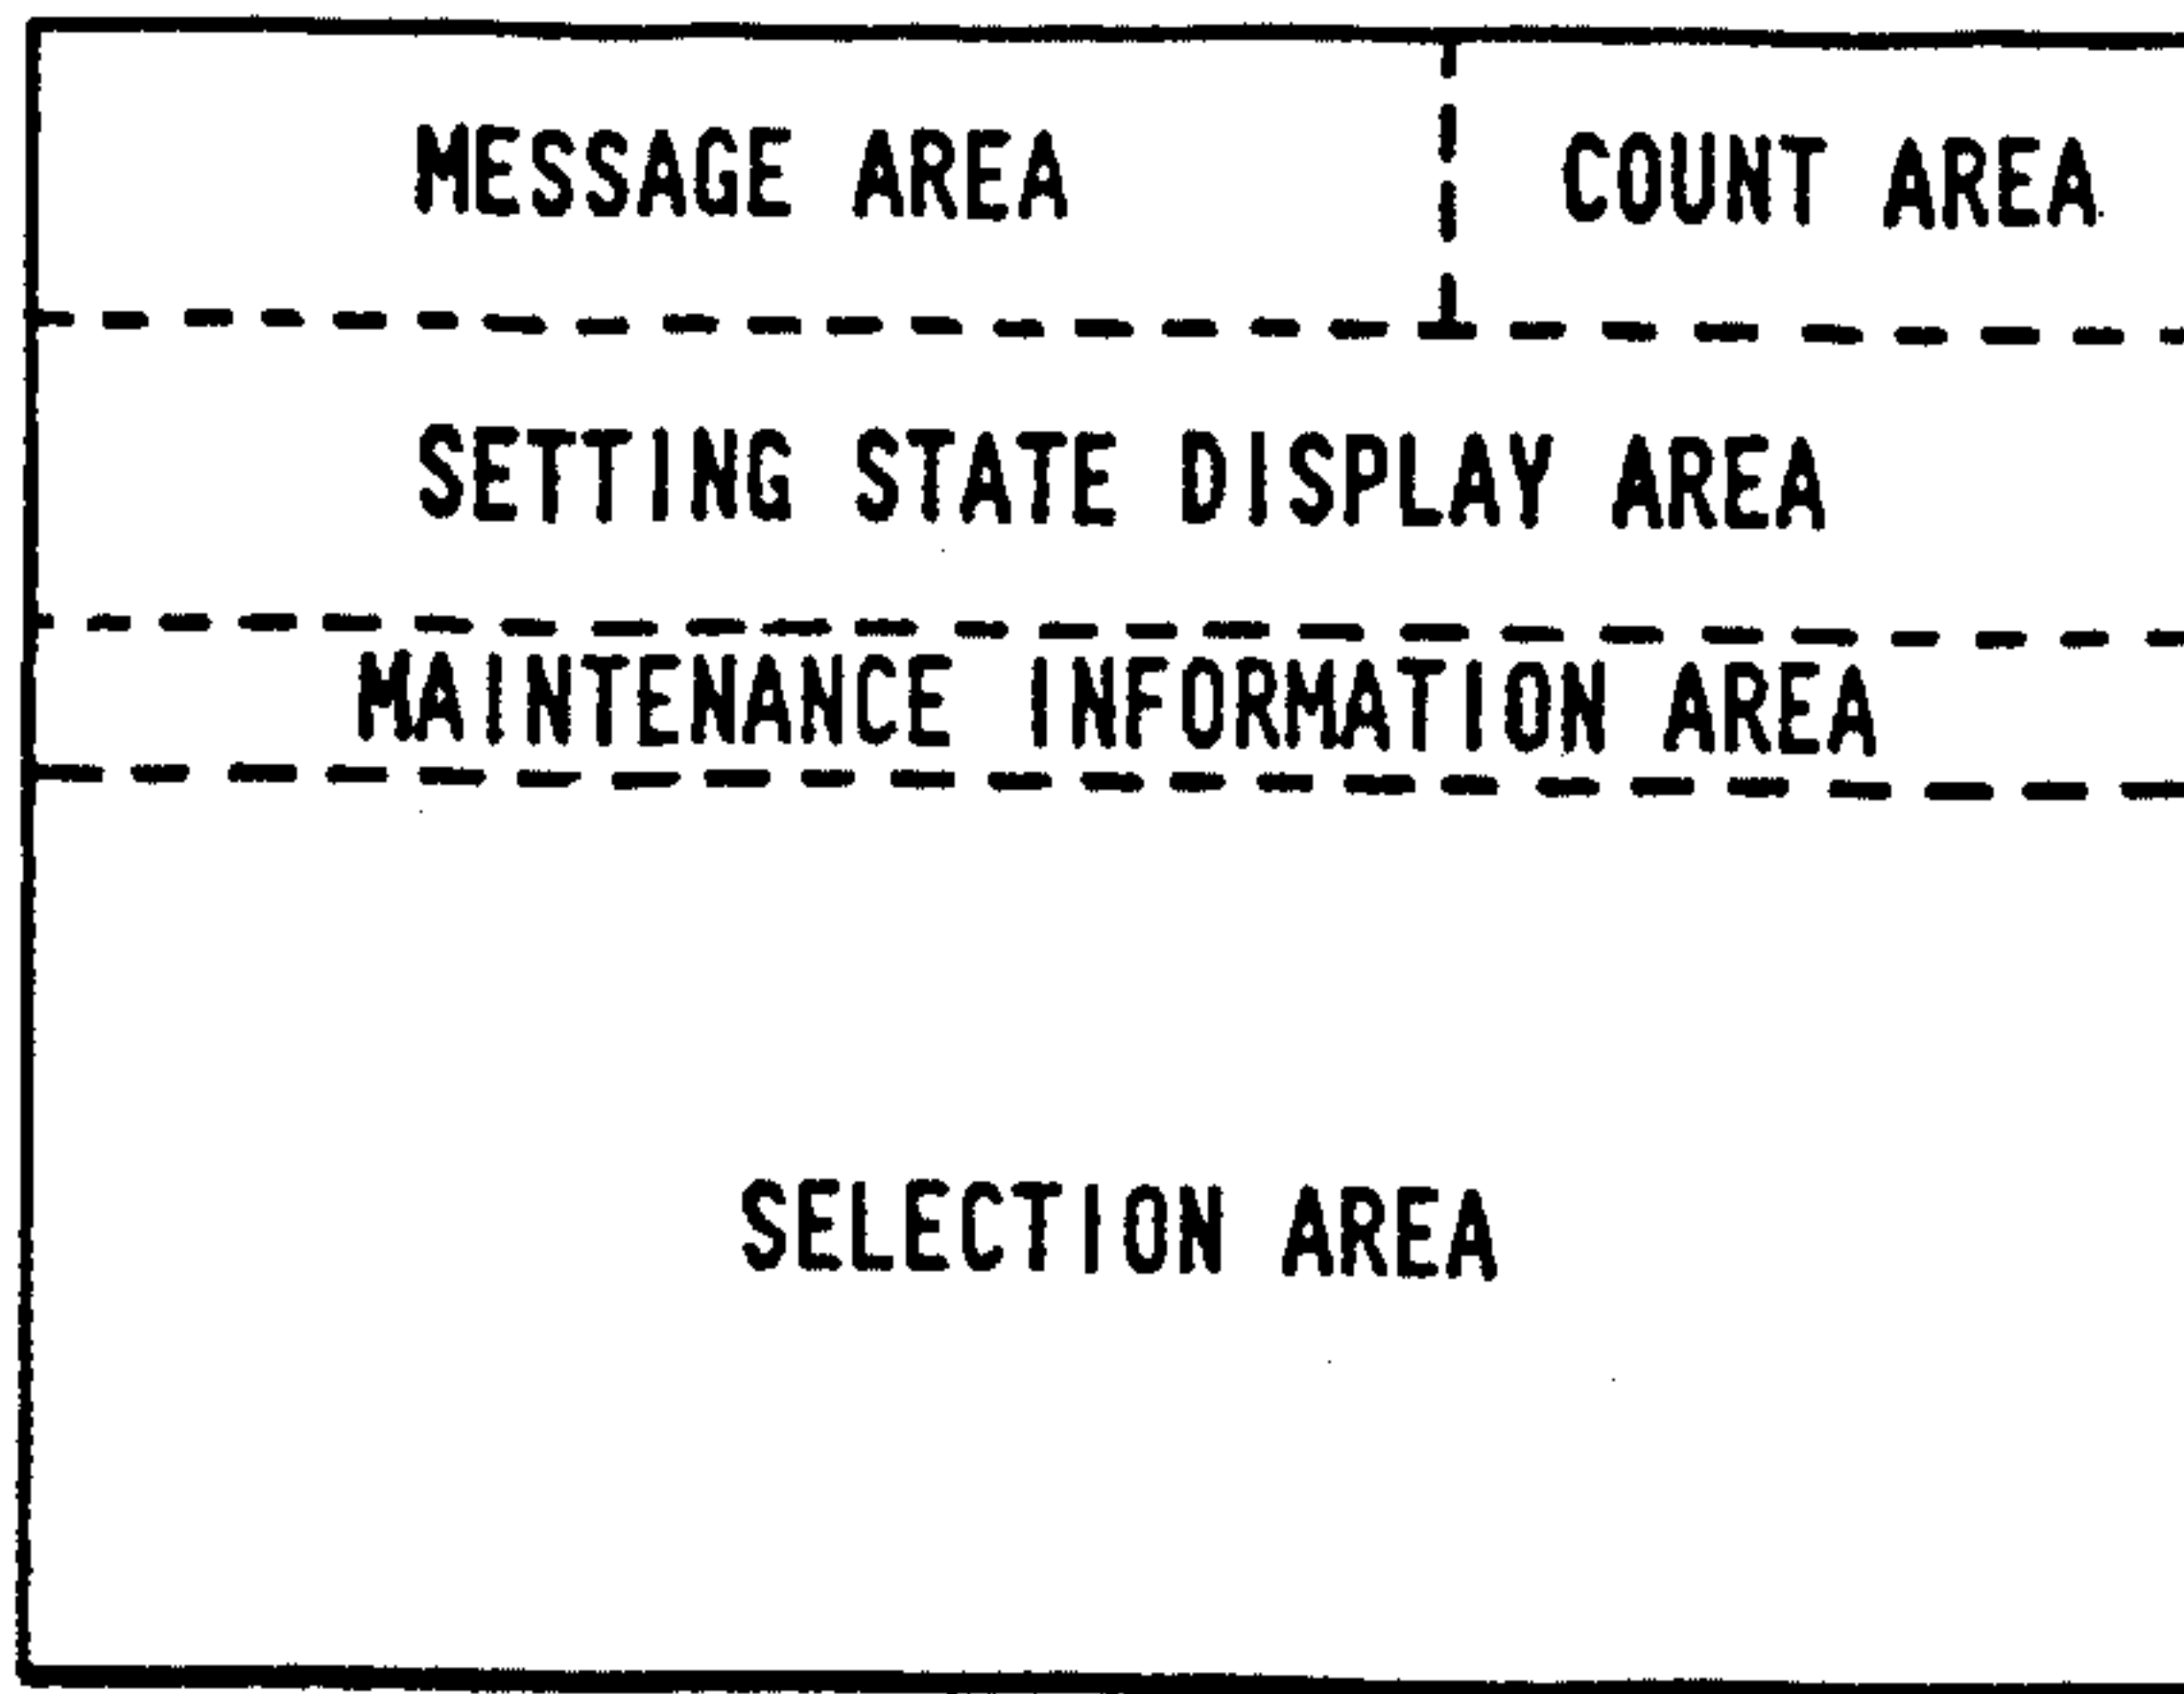 MESSAGE AREA
COUNT AREA
SETTING STATE DISPLAY AREA
MAINTENANCE INFORMATION AREA
SELECTION AREA